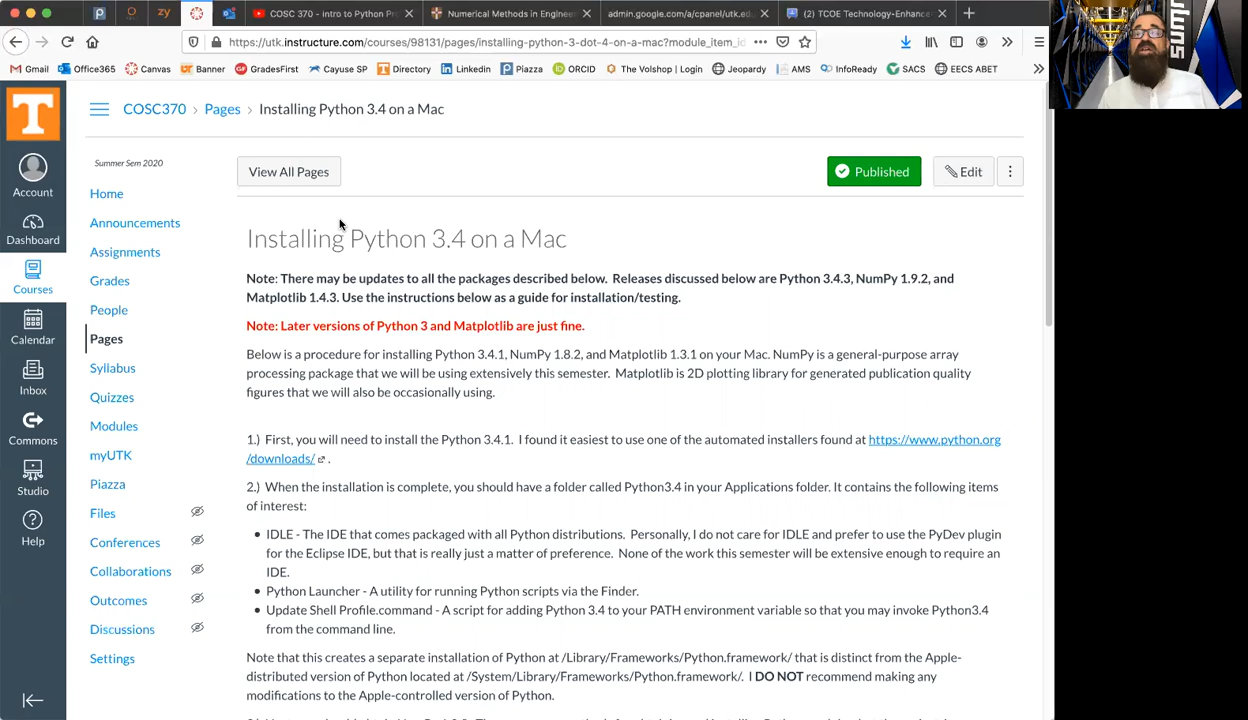 COSC 370 - Intro to Python Pr
Numerical Methods in Enginee
admin.google.com/a/cpanel/utk.ed
(2) TCOE Technology-Enhanca
https://utk.instructure.com/courses/98131/pages/installing-python-3-dot-4-on-a-mac?module_item_id
Gmail Office365 Canvas Banner GradesFirst Cayuse SP Directory Linkedin Piazza ORCID The Volshop | Login Jeopardy AMS InfoReady SACS EECS ABET
COSC370 › Pages › Installing Python 3.4 on a Mac
Account
Dashboard
Courses
Calendar
Inbox
Commons
Studio
Help
Summer Sem 2020
Home
Announcements
Assignments
Grades
People
Pages
Syllabus
Quizzes
Modules
myUTK
Piazza
Files
Conferences
Collaborations
Outcomes
Discussions
Settings
View All Pages
Published
Edit
Installing Python 3.4 on a Mac
Note: There may be updates to all the packages described below. Releases discussed below are Python 3.4.3, NumPy 1.9.2, and
Matplotlib 1.4.3. Use the instructions below as a guide for installation/testing.
Note: Later versions of Python 3 and Matplotlib are just fine.
Below is a procedure for installing Python 3.4.1, NumPy 1.8.2, and Matplotlib 1.3.1 on your Mac. NumPy is a general-purpose array
processing package that we will be using extensively this semester. Matplotlib is 2D plotting library for generated publication quality
figures that we will also be occasionally using.
1.) First, you will need to install the Python 3.4.1. I found it easiest to use one of the automated installers found at https://www.python.org
/downloads/ .
2.) When the installation is complete, you should have a folder called Python3.4 in your Applications folder. It contains the following items
of interest:
• IDLE - The IDE that comes packaged with all Python distributions. Personally, I do not care for IDLE and prefer to use the PyDev plugin
for the Eclipse IDE, but that is really just a matter of preference. None of the work this semester will be extensive enough to require an
IDE.
• Python Launcher - A utility for running Python scripts via the Finder.
• Update Shell Profile.command - A script for adding Python 3.4 to your PATH environment variable so that you may invoke Python3.4
from the command line.
Note that this creates a separate installation of Python at /Library/Frameworks/Python.framework/ that is distinct from the Apple-
distributed version of Python located at /System/Library/Frameworks/Python.framework/. I DO NOT recommend making any
modifications to the Apple-controlled version of Python.